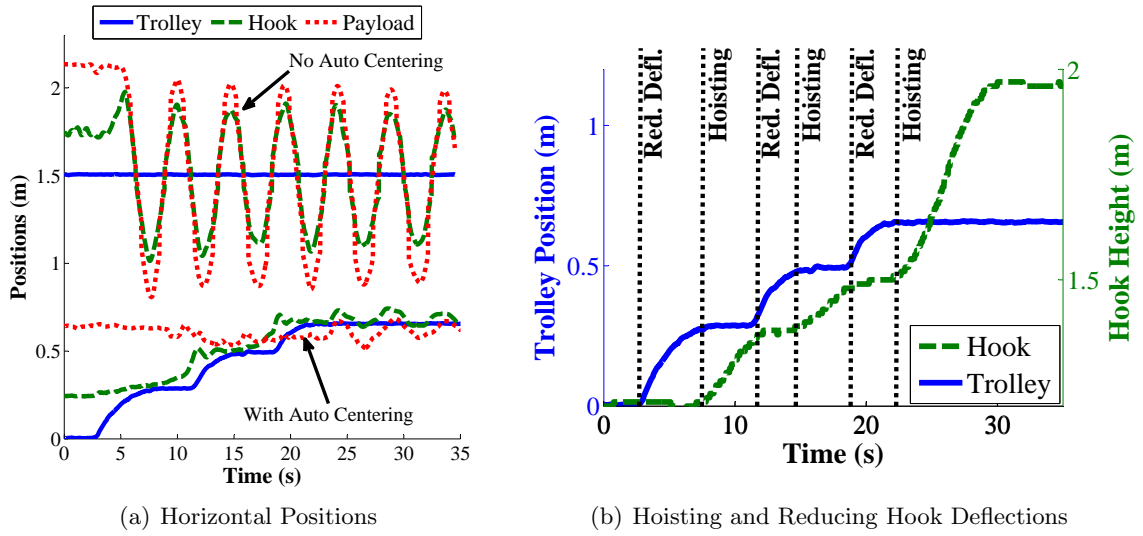 Trolley Hook Payload
No Auto Centering
With Auto Centering
Positions (m)
2
1.5
1
0.5
0
0 5 10 15 20 25 30 35
Time (s)
(a) Horizontal Positions
Red. Defl.
Hoisting
Red. Defl.
Hoisting
Red. Defl.
Hoisting
Trolley Position (m)
1
0.5
0
Hook Height (m)
2
1.5
1
Hook
Trolley
0 10 20 30
Time (s)
(b) Hoisting and Reducing Hook Deflections